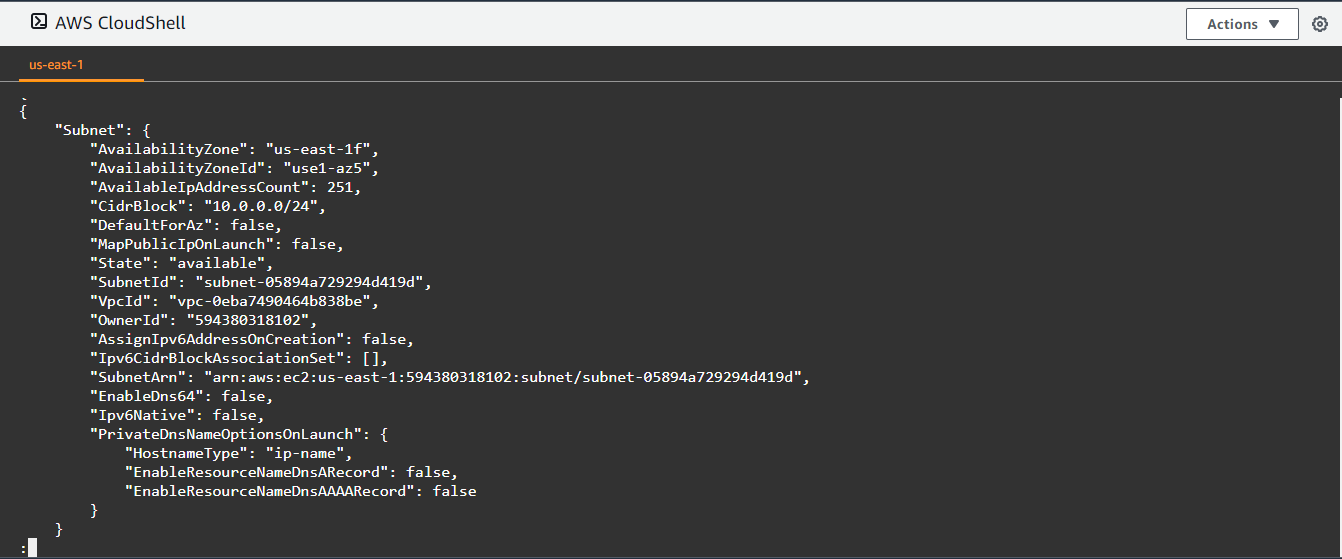 AWS CloudShell
Actions ▼
us-east-1
{
"Subnet": {
"AvailabilityZone": "us-east-1f",
"AvailabilityZoneId": "use1-az5",
"AvailableIpAddressCount": 251,
"CidrBlock": "10.0.0.0/24",
"DefaultForAz": false,
"MapPublicIpOnLaunch": false,
"State": "available",
"SubnetId": "subnet-05894a729294d419d",
"VpcId": "vpc-0eba7490464b838be",
"OwnerId": "594380318102",
"AssignIpv6AddressOnCreation": false,
"Ipv6CidrBlockAssociationSet": [],
"SubnetArn": "arn:aws:ec2:us-east-1:594380318102:subnet/subnet-05894a729294d419d",
"EnableDns64": false,
"Ipv6Native": false,
"PrivateDnsNameOptionsOnLaunch": {
"HostnameType": "ip-name",
"EnableResourceNameDnsARecord": false,
"EnableResourceNameDnsAAAARecord": false
}
}
: